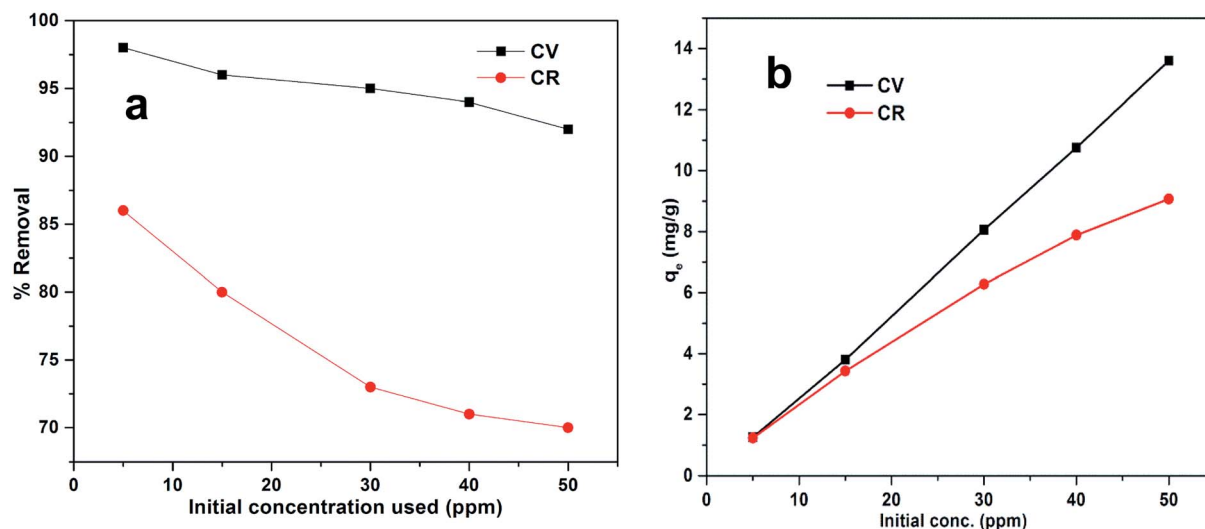 a
CV
CR
100
95
90
85
80
75
70
% Removal
0 10 20 30 40 50
Initial concentration used (ppm)
b
CV
CR
14
12
10
8
6
4
2
0
qₑ (mg/g)
0 10 20 30 40 50
Initial conc. (ppm)